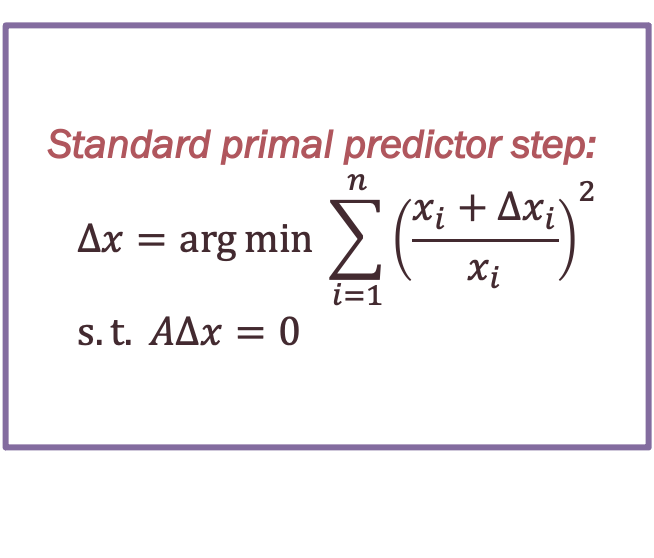 Standard primal predictor step:
Δx = arg min ∑_{i=1}^{n} ((x_i + Δx_i)/x_i)^2
s.t. AΔx = 0